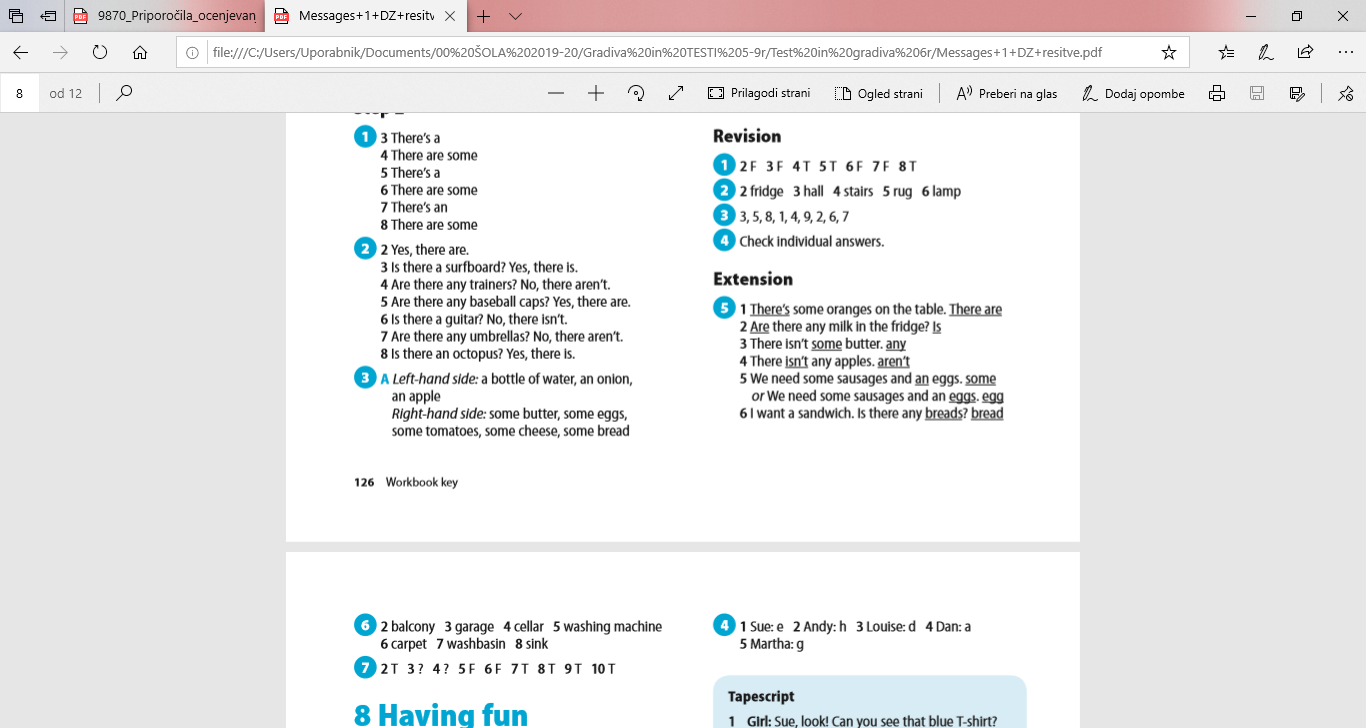 9870_Priporočila_ocenjevanj
Messages+1+DZ+resitv
file:///C:/Users/Uporabnik/Documents/00%20ŠOLA%202019-20/Gradiva%20in%20TESTI%205-9r/Test%20in%20gradiva%206r/Messages+1+DZ+resitve.pdf
8 od 12
Prilagodi strani
Ogled strani
Preberi na glas
Dodaj opombe
1 3 There's a
4 There are some
5 There's a
6 There are some
7 There's an
8 There are some
2 2 Yes, there are.
3 Is there a surfboard? Yes, there is.
4 Are there any trainers? No, there aren't.
5 Are there any baseball caps? Yes, there are.
6 Is there a guitar? No, there isn't.
7 Are there any umbrellas? No, there aren't.
8 Is there an octopus? Yes, there is.
3 A Left-hand side: a bottle of water, an onion,
an apple
Right-hand side: some butter, some eggs,
some tomatoes, some cheese, some bread
126 Workbook key
Revision
1 2 F 3 F 4 T 5 T 6 F 7 F 8 T
2 2 fridge 3 hall 4 stairs 5 rug 6 lamp
3 3, 5, 8, 1, 4, 9, 2, 6, 7
4 Check individual answers.
Extension
5 1 There's some oranges on the table. There are
2 Are there any milk in the fridge? Is
3 There isn't some butter. any
4 There isn't any apples. aren't
5 We need some sausages and an eggs. some
or We need some sausages and an eggs. egg
6 I want a sandwich. Is there any breads? bread
6 2 balcony 3 garage 4 cellar 5 washing machine
6 carpet 7 washbasin 8 sink
7 2 T 3 ? 4 ? 5 F 6 F 7 T 8 T 9 T 10 T
8 Having fun
4 1 Sue: e 2 Andy: h 3 Louise: d 4 Dan: a
5 Martha: g
Tapescript
1 Girl: Sue, look! Can you see that blue T-shirt?